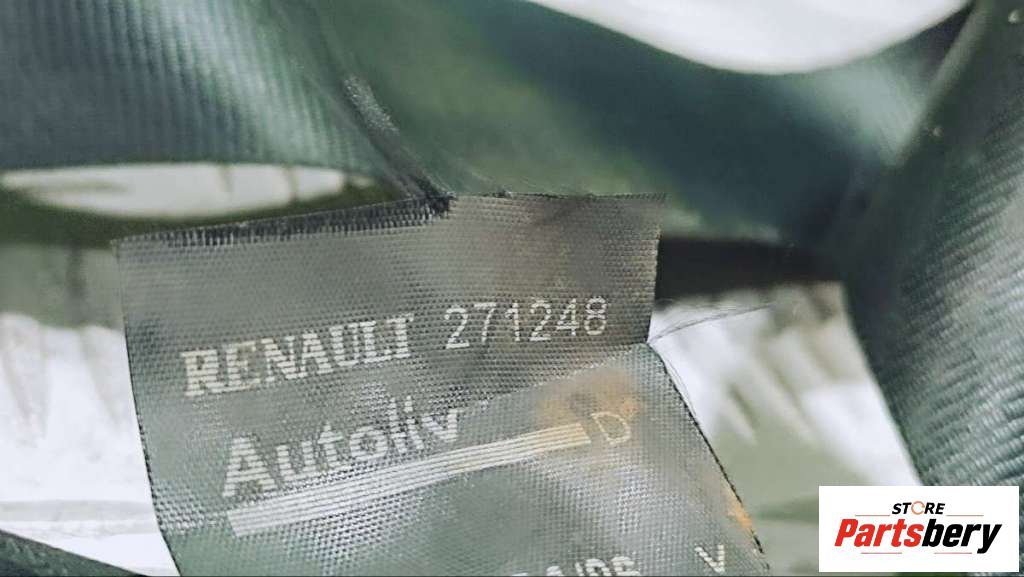 RENAULT 271248
Autoliv
D
V
STORE
Partsbery